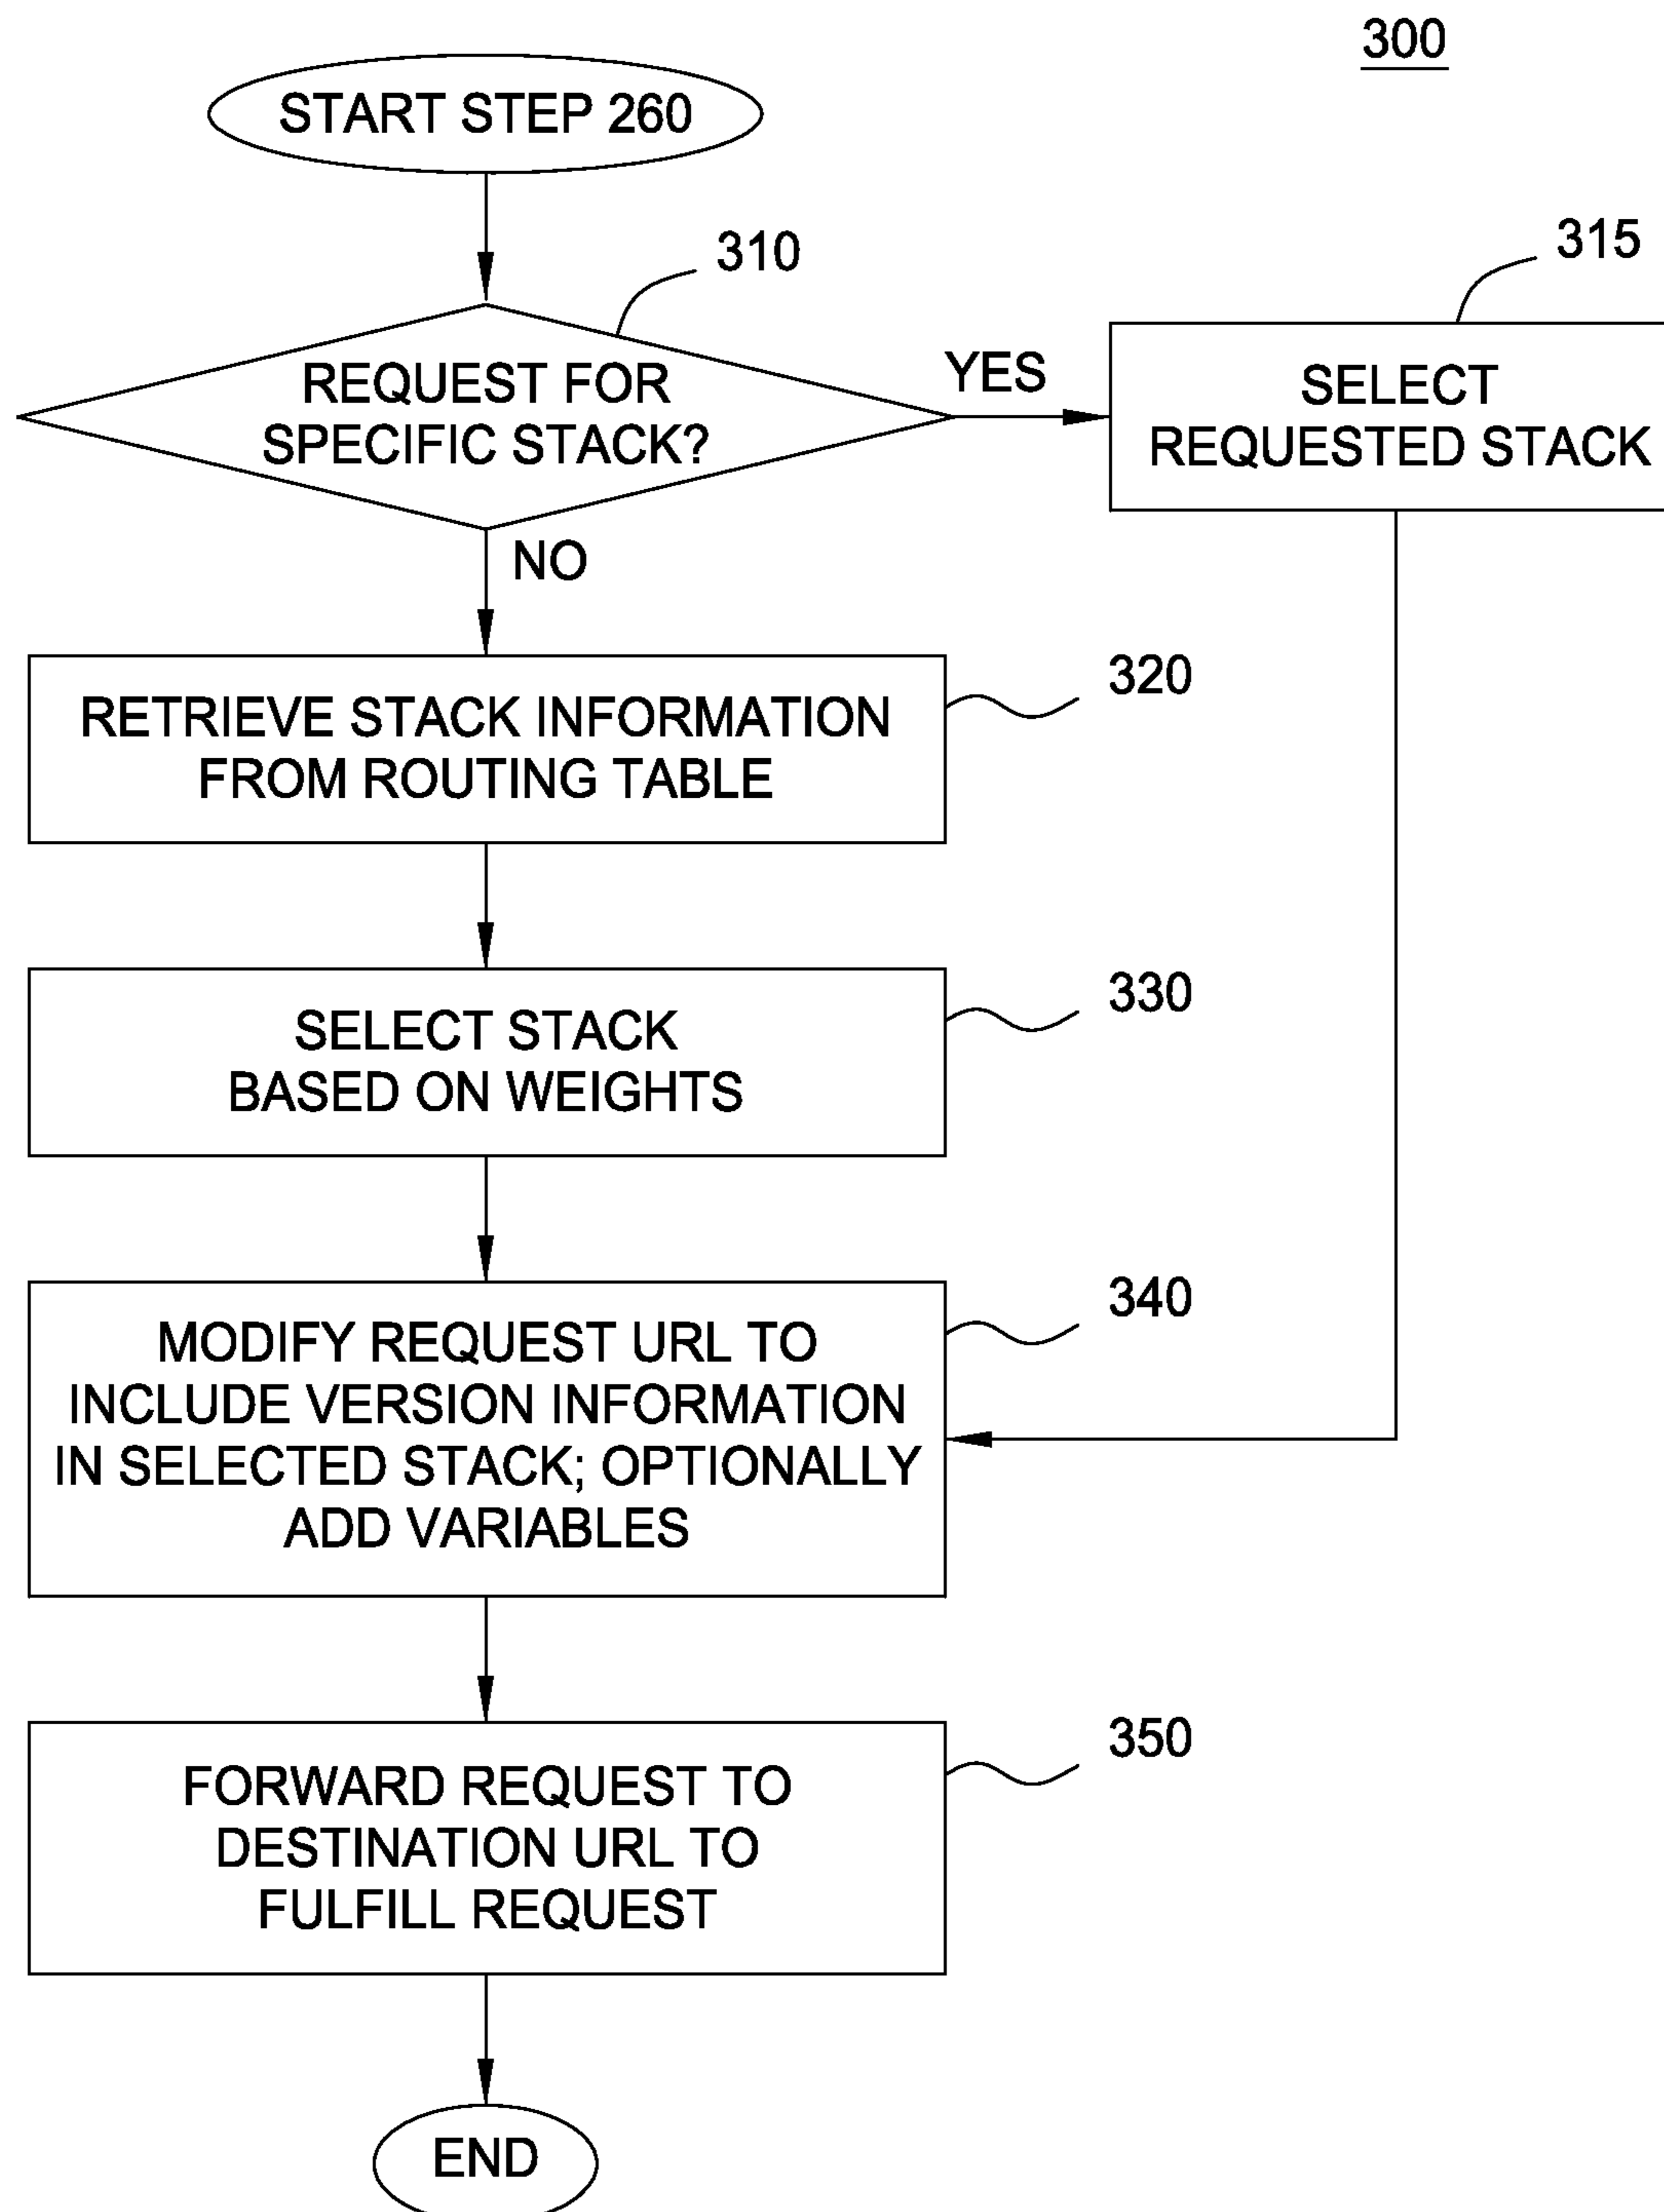 300
START STEP 260
310
315
REQUEST FOR
SPECIFIC STACK?
YES
SELECT
REQUESTED STACK
NO
320
RETRIEVE STACK INFORMATION
FROM ROUTING TABLE
330
SELECT STACK
BASED ON WEIGHTS
340
MODIFY REQUEST URL TO
INCLUDE VERSION INFORMATION
IN SELECTED STACK; OPTIONALLY
ADD VARIABLES
350
FORWARD REQUEST TO
DESTINATION URL TO
FULFILL REQUEST
END